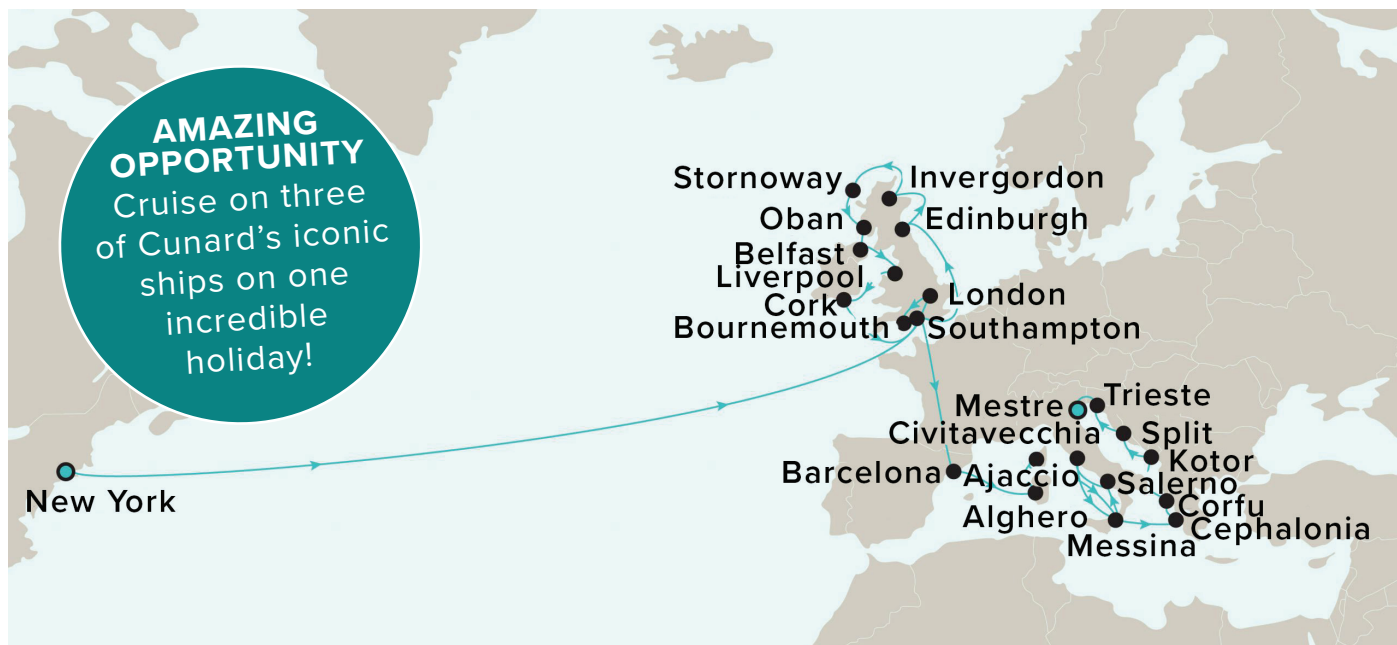 AMAZING
OPPORTUNITY
Cruise on three
of Cunard's iconic
ships on one
incredible
holiday!
Stornoway
Invergordon
Oban
Edinburgh
Belfast
Liverpool
Cork
London
Bournemouth
Southampton
Mestre
Trieste
Civitavecchia
Split
Barcelona
Ajaccio
Kotor
Salerno
Corfu
Alghero
Cephalonia
Messina
New York